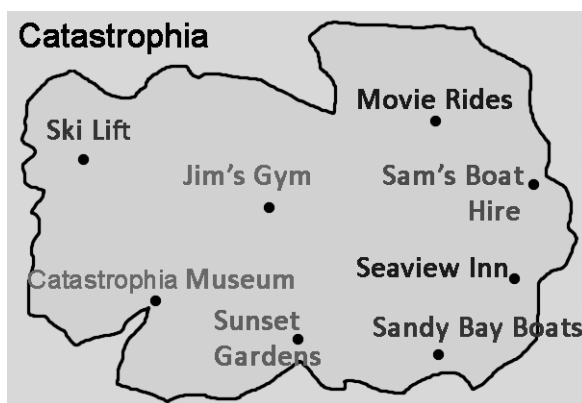 Catastrophia
Movie Rides
Ski Lift
Jim's Gym
Sam's Boat
Hire
Catastrophia Museum
Seaview Inn
Sunset
Gardens
Sandy Bay Boats